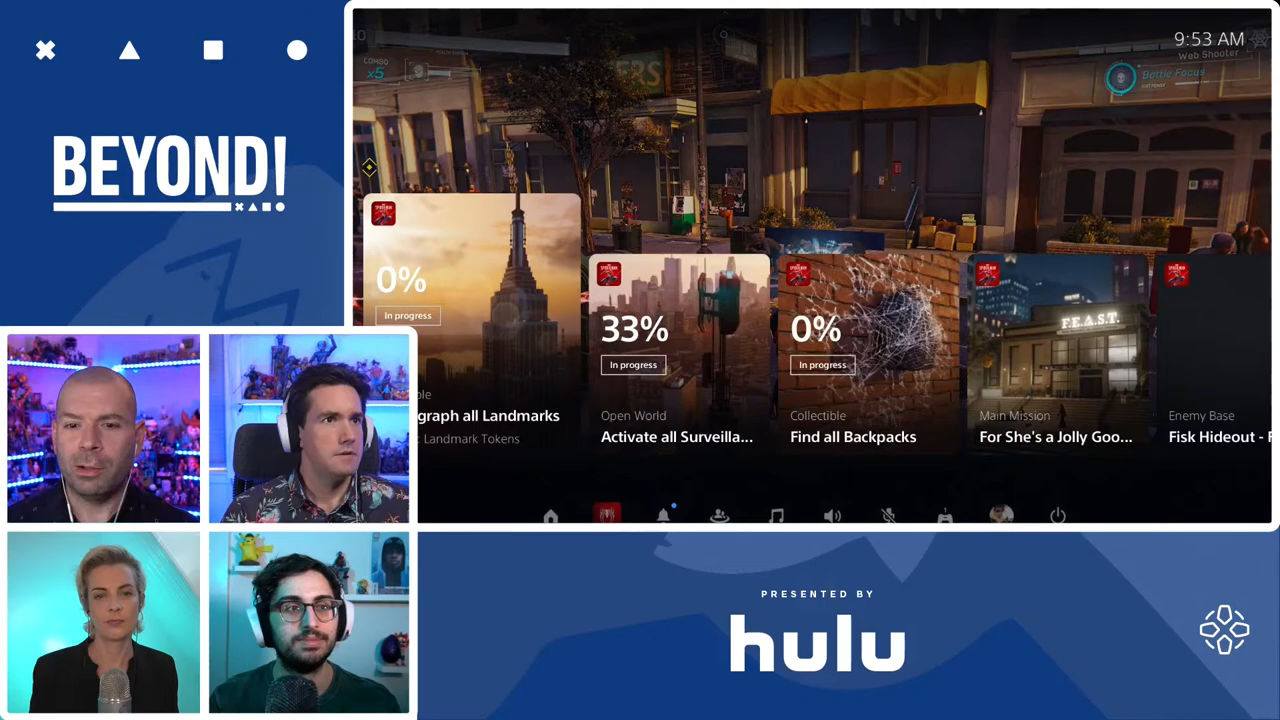 BEYOND!
9:53 AM
Web Shooter
Battle Focus
COMBO
x5
0%
In progress
graph all Landmarks
Landmark Tokens
33%
In progress
Open World
Activate all Surveilla...
0%
In progress
Collectible
Find all Backpacks
F.E.A.S.T.
Main Mission
For She's a Jolly Goo...
Enemy Base
Fisk Hideout -
PRESENTED BY
hulu